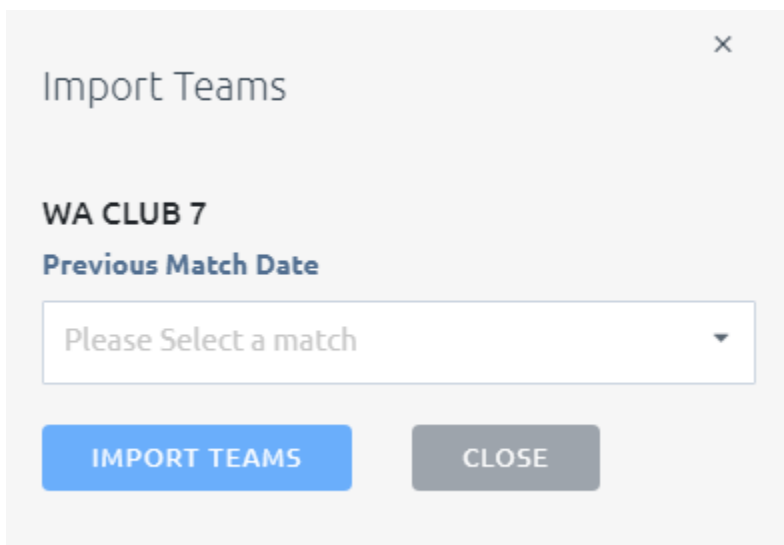 ×
Import Teams
WA CLUB 7
Previous Match Date
Please Select a match
IMPORT TEAMS
CLOSE